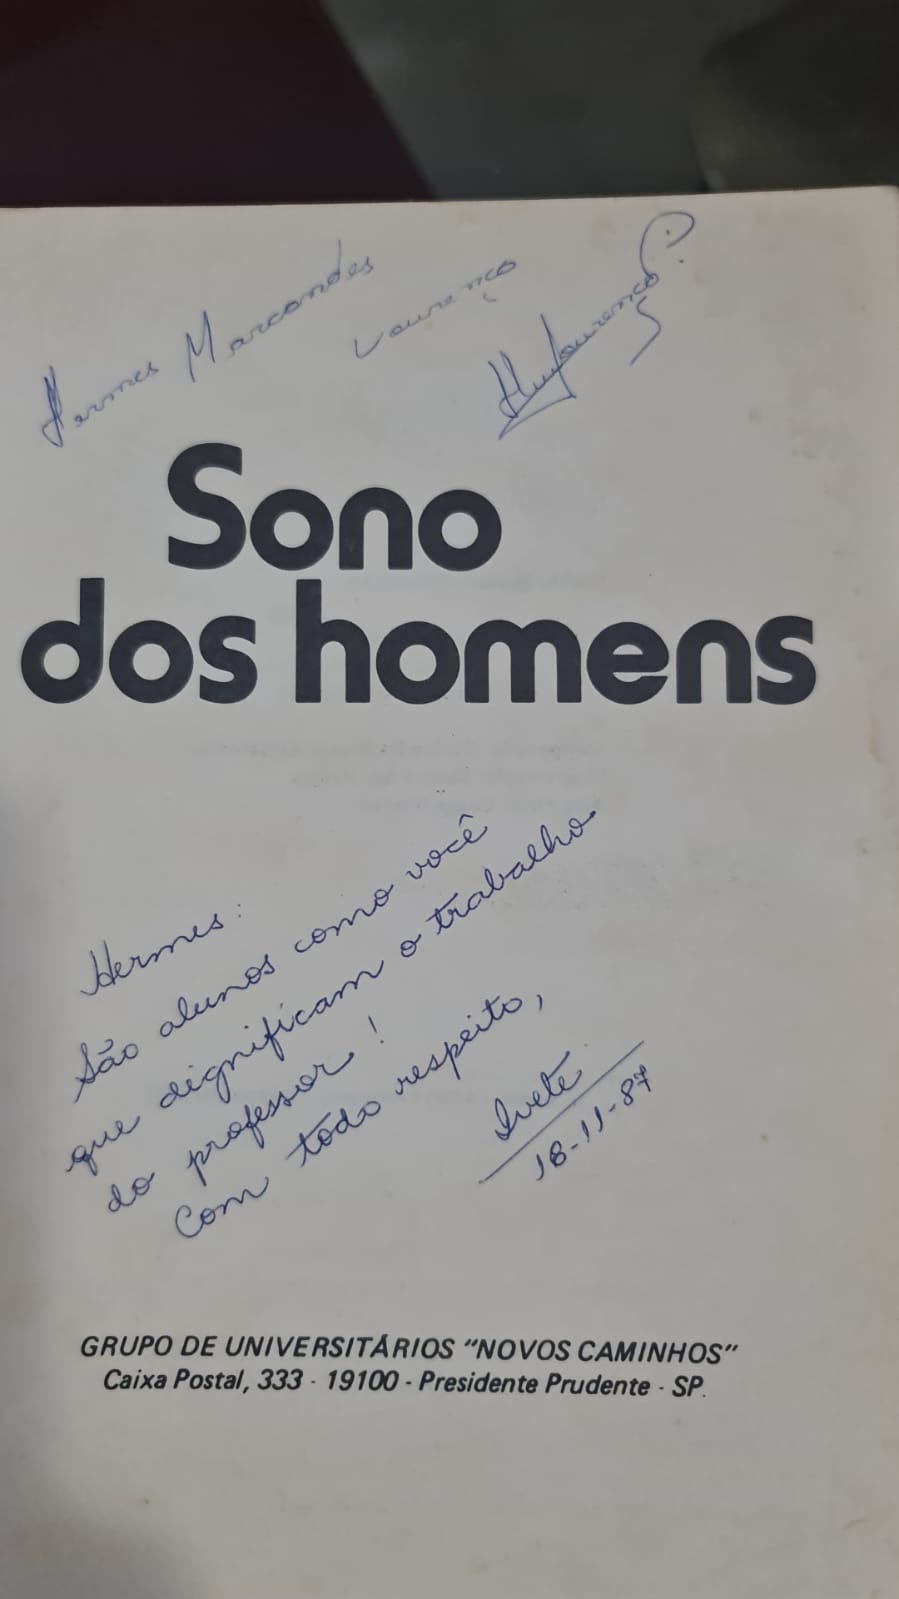 Hermes Marcondes Lourenço
Sono
dos homens
Hermes:
São alunos como você
que dignificam o trabalho
do professor!
Com todo respeito,
Ivete
18-11-87
GRUPO DE UNIVERSITÁRIOS "NOVOS CAMINHOS"
Caixa Postal, 333 - 19100 - Presidente Prudente - SP.